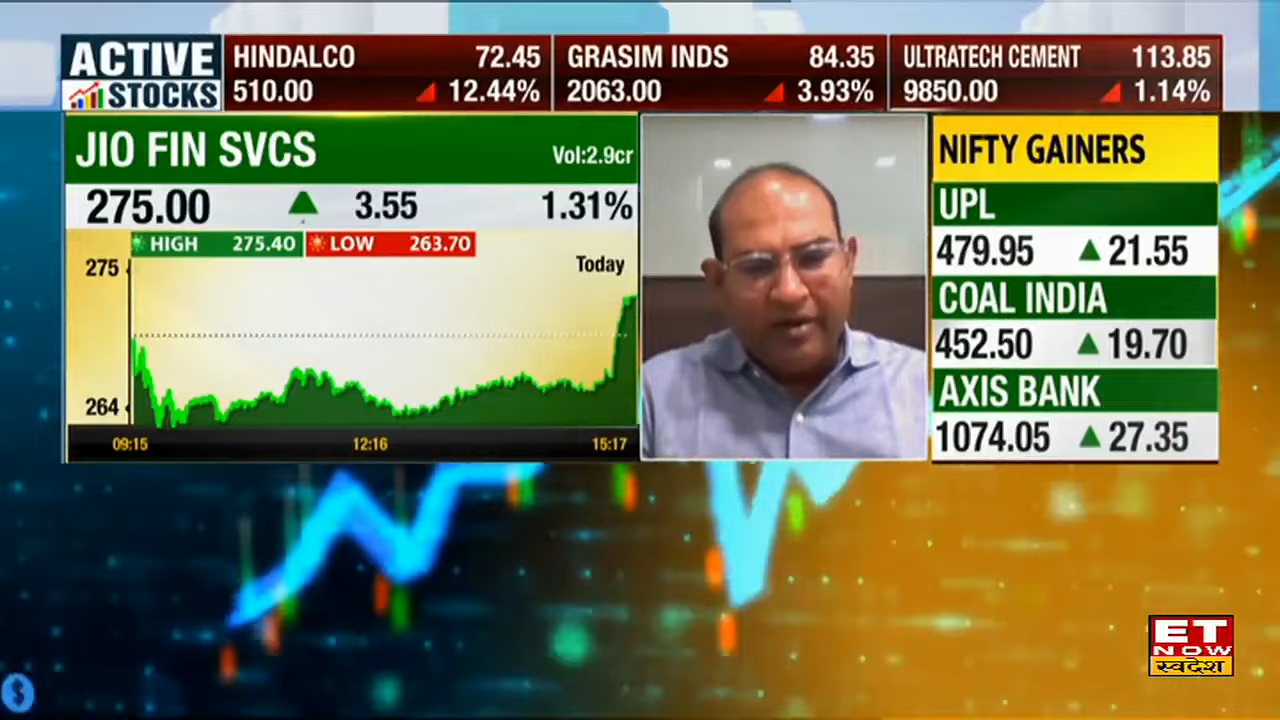 ACTIVE STOCKS
HINDALCO 72.45
510.00 12.44%
GRASIM INDS 84.35
2063.00 3.93%
ULTRATECH CEMENT 113.85
9850.00 1.14%
JIO FIN SVCS Vol:2.9cr
275.00 3.55 1.31%
HIGH 275.40 LOW 263.70
Today
275
264
09:15 12:16 15:17
NIFTY GAINERS
UPL
479.95 21.55
COAL INDIA
452.50 19.70
AXIS BANK
1074.05 27.35
ET
NOW
स्वदेश